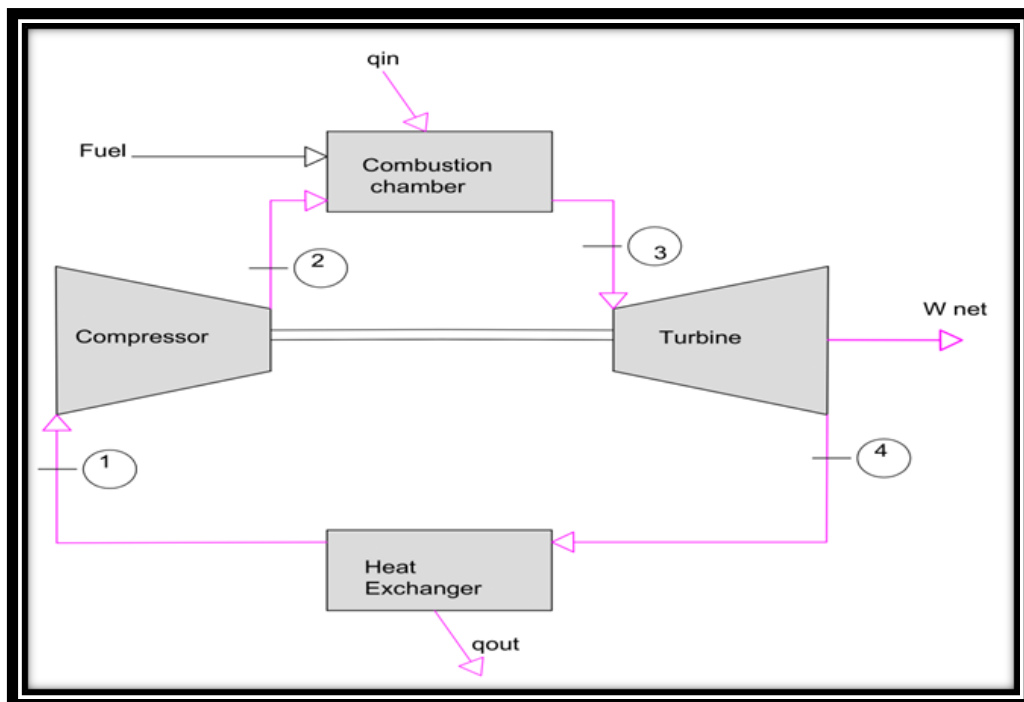 qin
Fuel
Combustion
chamber
2
3
Compressor
Turbine
W net
1
4
Heat
Exchanger
qout